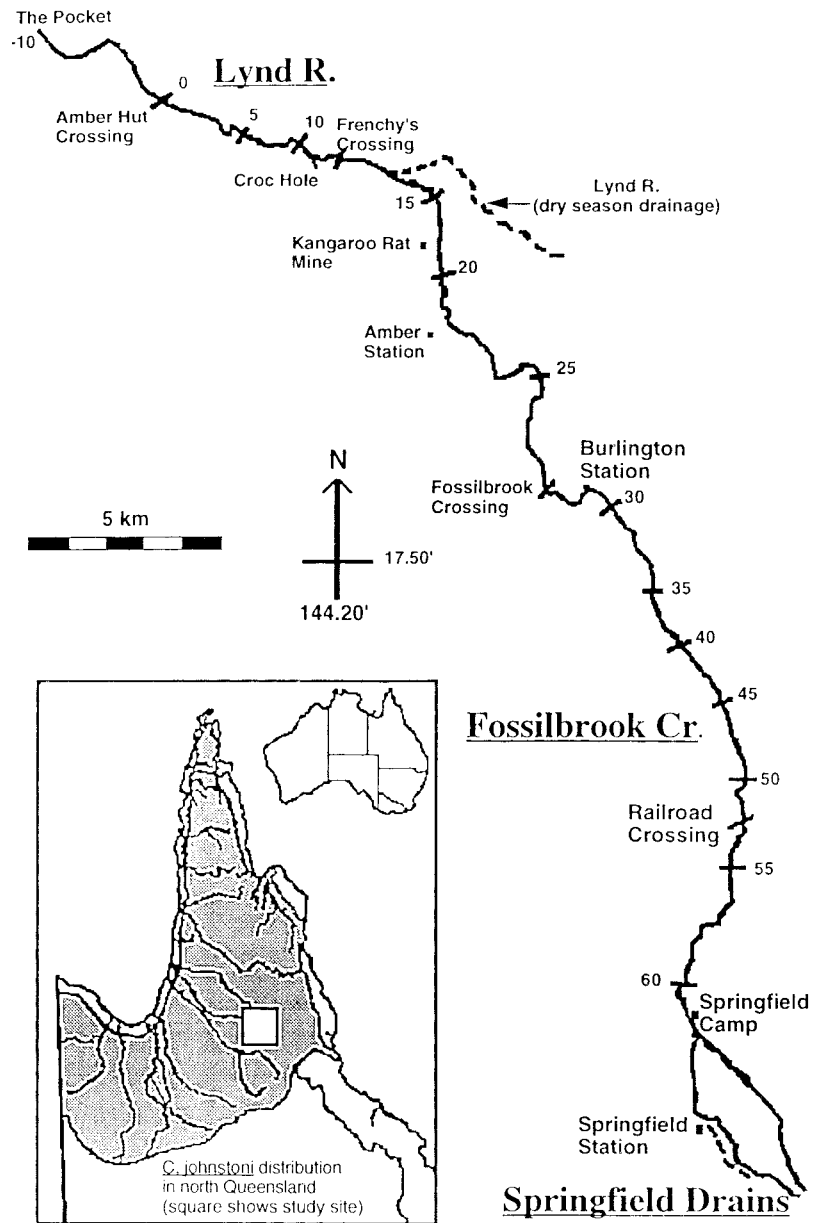 The Pocket
-10
Lynd R.
0
Amber Hut
Crossing
5
10
Frenchy's
Crossing
Croc Hole
Lynd R.
(dry season drainage)
15
Kangaroo Rat
Mine
20
Amber
Station
25
Burlington
Station
Fossilbrook
Crossing
30
N
5 km
17.50'
144.20'
35
40
45
Fossilbrook Cr.
50
Railroad
Crossing
55
60
Springfield
Camp
Springfield
Station
C. johnstoni distribution
in north Queensland
(square shows study site)
Springfield Drains